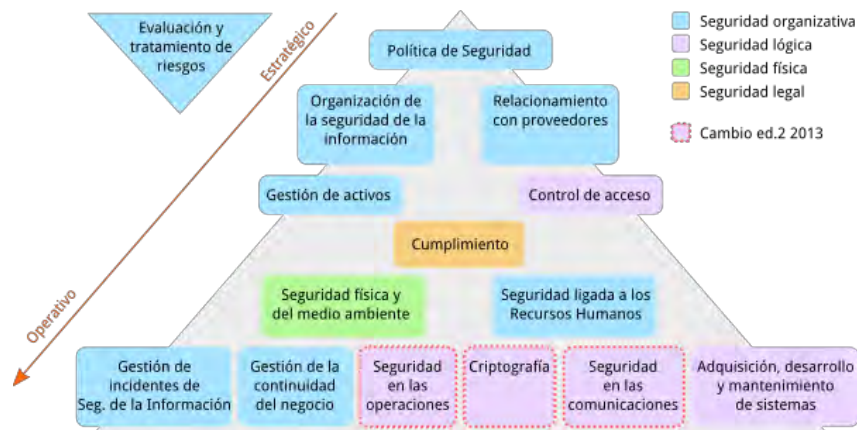 Evaluación y
tratamiento de
riesgos
Estratégico
Operativo
Política de Seguridad
Seguridad organizativa
Seguridad lógica
Seguridad física
Seguridad legal
Cambio ed.2 2013
Organización de
la seguridad de la
información
Relacionamiento
con proveedores
Gestión de activos
Control de acceso
Cumplimiento
Seguridad física y
del medio ambiente
Seguridad ligada a los
Recursos Humanos
Gestión de
incidentes de
Seg. de la Información
Gestión de la
continuidad
del negocio
Seguridad
en las
operaciones
Criptografía
Seguridad
en las
comunicaciones
Adquisición, desarrollo
y mantenimiento
de sistemas